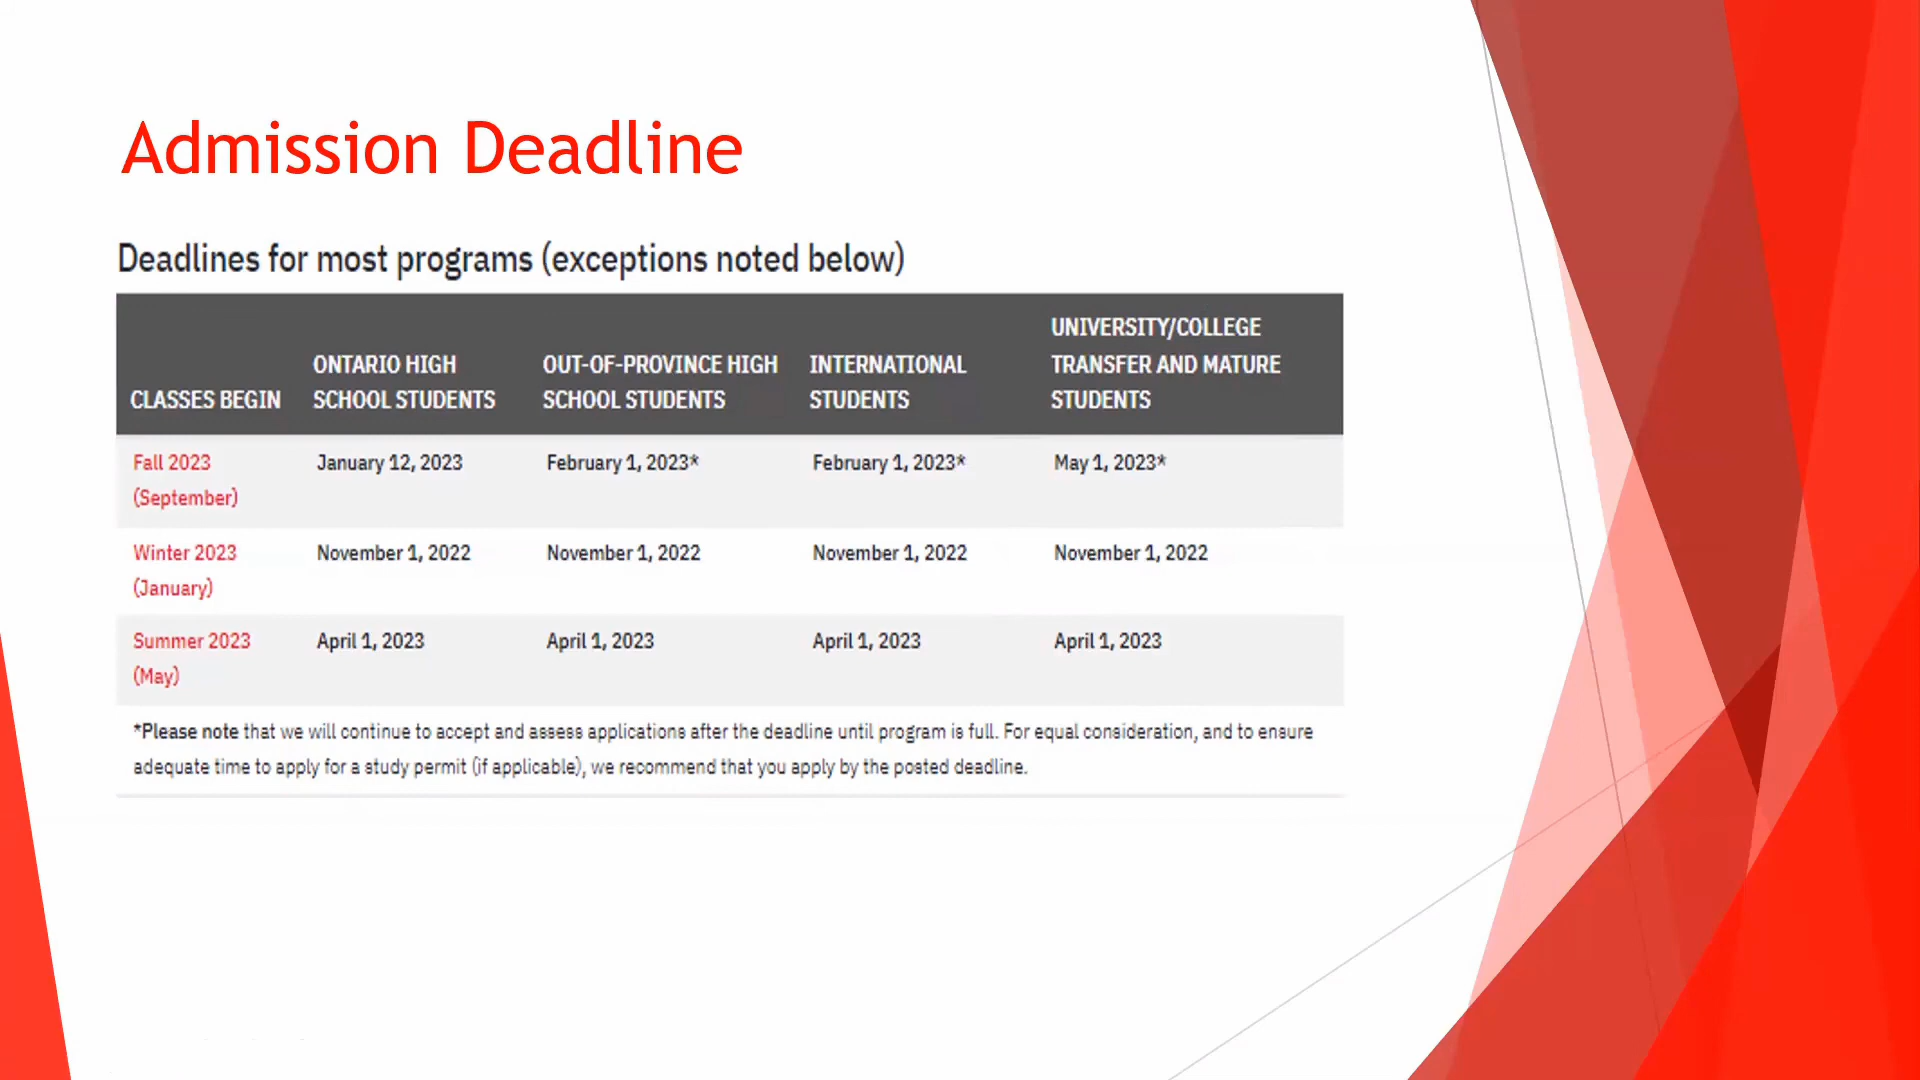 Admission Deadline
Deadlines for most programs (exceptions noted below)
CLASSES BEGIN
ONTARIO HIGH
SCHOOL STUDENTS
OUT-OF-PROVINCE HIGH
SCHOOL STUDENTS
INTERNATIONAL
STUDENTS
UNIVERSITY/COLLEGE
TRANSFER AND MATURE
STUDENTS
Fall 2023
(September)
January 12, 2023
February 1, 2023*
February 1, 2023*
May 1, 2023*
Winter 2023
(January)
November 1, 2022
November 1, 2022
November 1, 2022
November 1, 2022
Summer 2023
(May)
April 1, 2023
April 1, 2023
April 1, 2023
April 1, 2023
*Please note that we will continue to accept and assess applications after the deadline until program is full. For equal consideration, and to ensure
adequate time to apply for a study permit (if applicable), we recommend that you apply by the posted deadline.